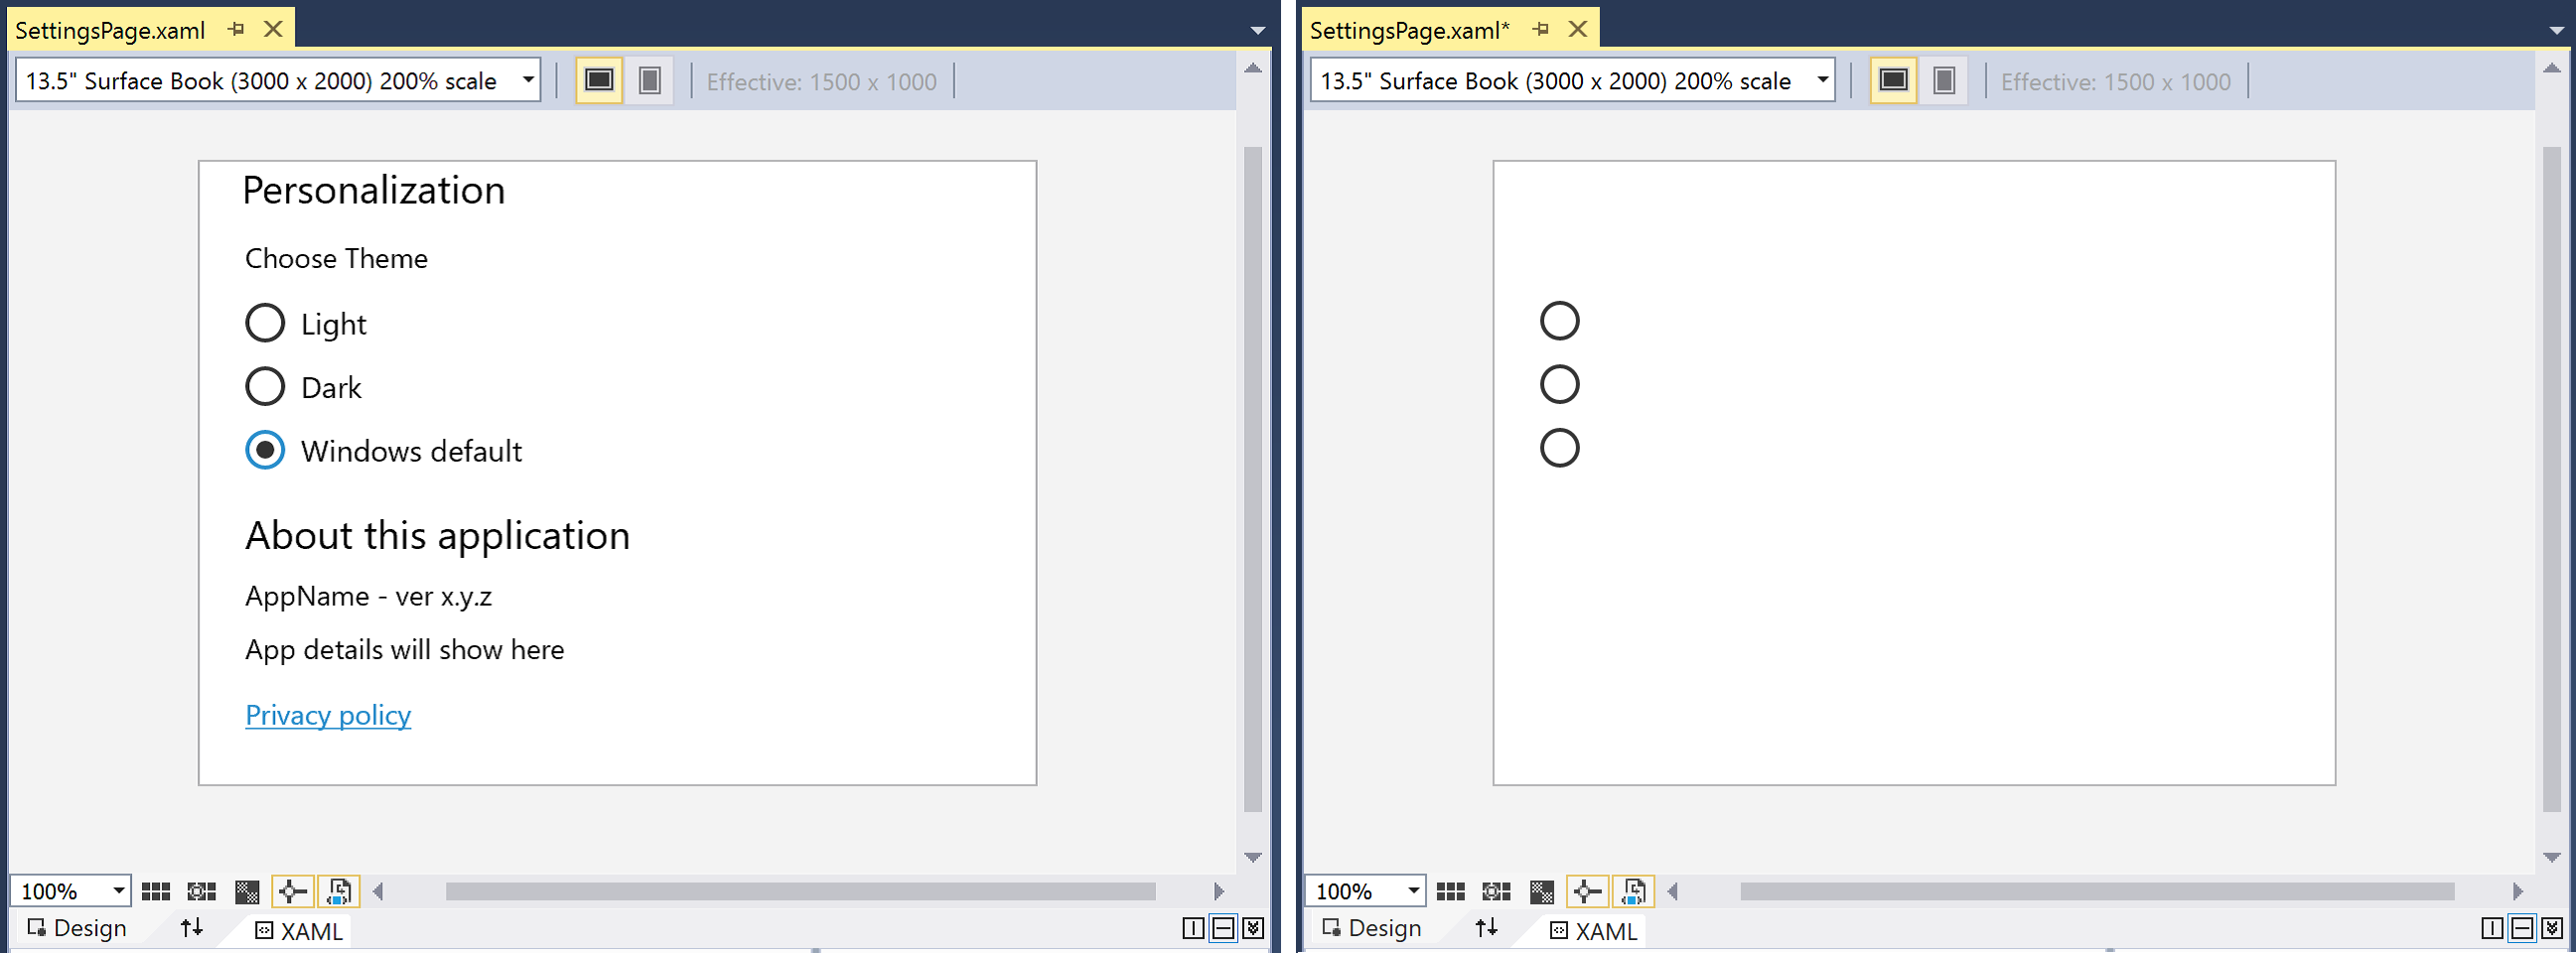 SettingsPage.xaml
13.5" Surface Book (3000 x 2000) 200% scale
Effective: 1500 x 1000
Personalization
Choose Theme
Light
Dark
Windows default
About this application
AppName - ver x.y.z
App details will show here
Privacy policy
100%
Design
XAML
SettingsPage.xaml*
13.5" Surface Book (3000 x 2000) 200% scale
Effective: 1500 x 1000
100%
Design
XAML